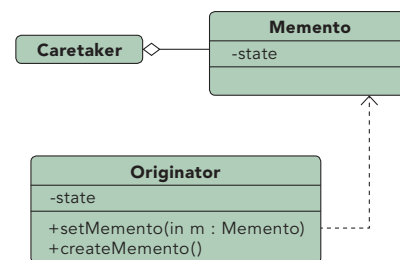 Memento
-state
Caretaker
Originator
-state
+setMemento(in m : Memento)
+createMemento()